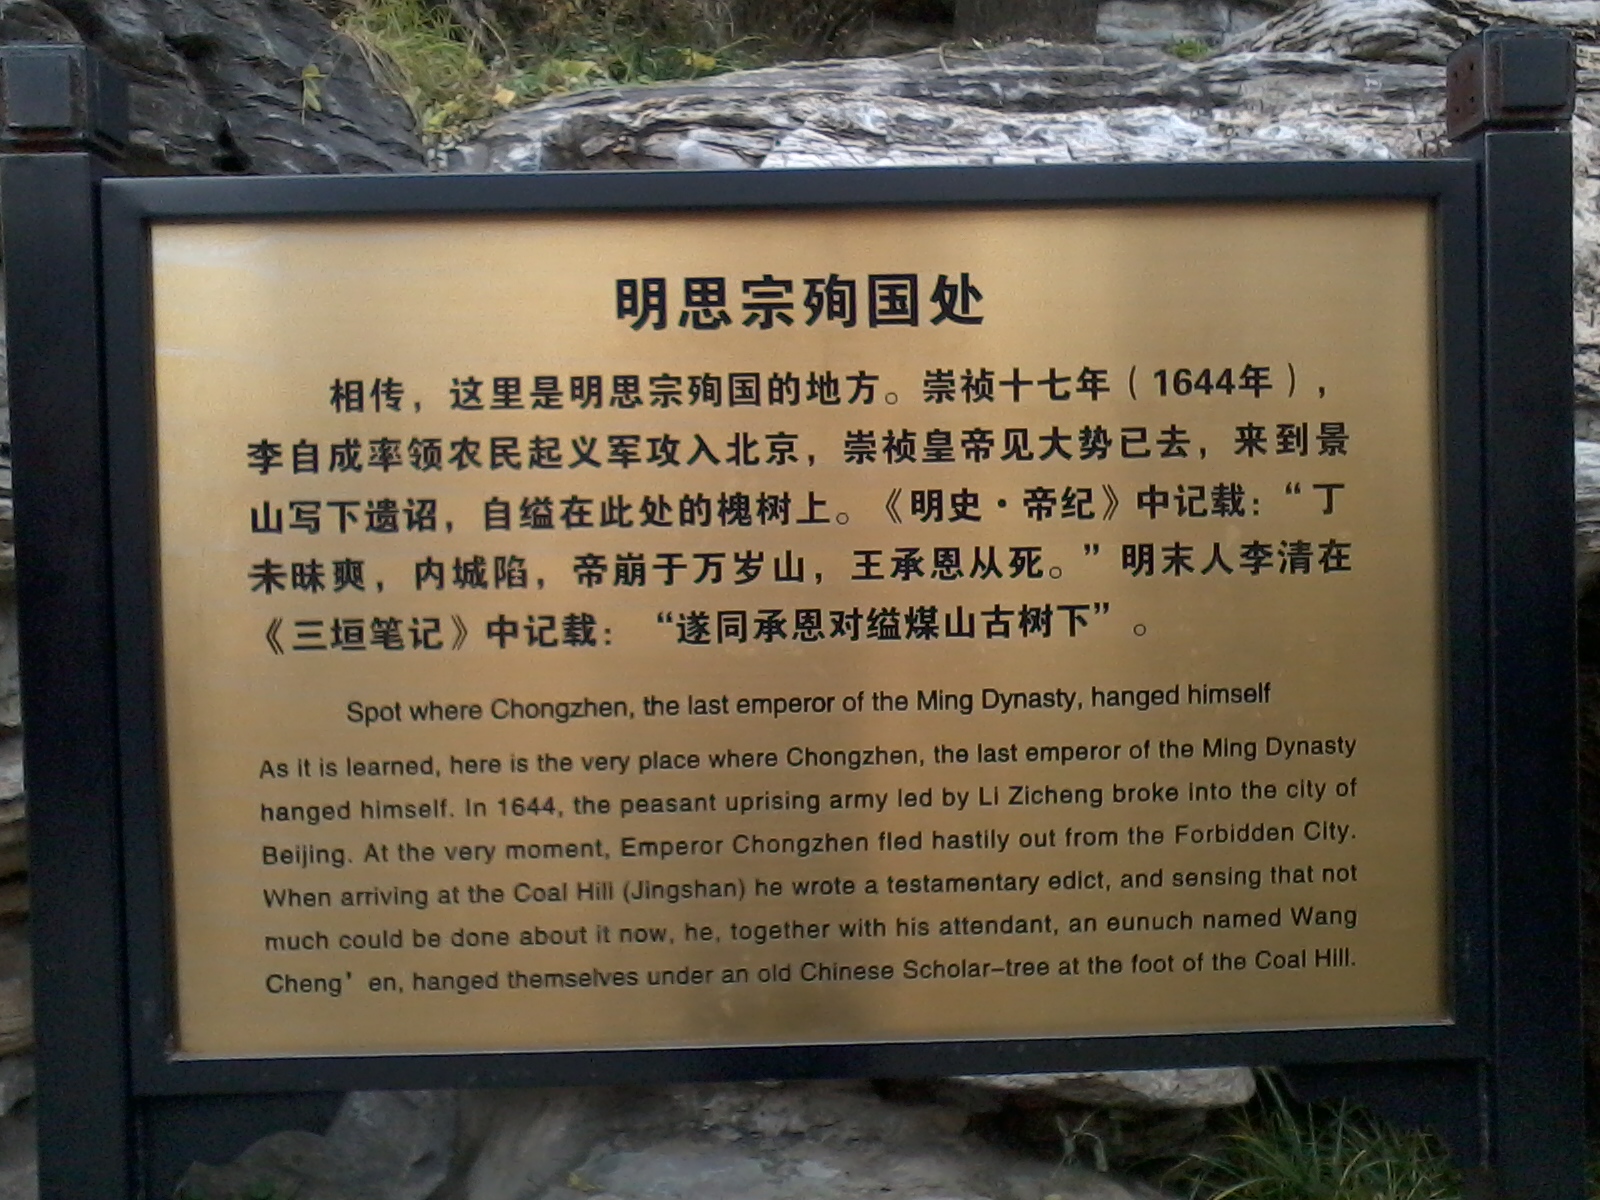 明思宗殉国处
相传，这里是明思宗殉国的地方。崇祯十七年（1644年），
李自成率领农民起义军攻入北京，崇祯皇帝见大势已去，来到景
山写下遗诏，自缢在此处的槐树上。《明史·帝纪》中记载：“丁
未昧爽，内城陷，帝崩于万岁山，王承恩从死。”明末人李清在
《三垣笔记》中记载：“遂同承恩对缢煤山古树下”。
Spot where Chongzhen, the last emperor of the Ming Dynasty, hanged himself
As it is learned, here is the very place where Chongzhen, the last emperor of the Ming Dynasty
hanged himself. In 1644, the peasant uprising army led by Li Zicheng broke into the city of
Beijing. At the very moment, Emperor Chongzhen fled hastily out from the Forbidden City.
When arriving at the Coal Hill (Jingshan) he wrote a testamentary edict, and sensing that not
much could be done about it now, he, together with his attendant, an eunuch named Wang
Cheng’ en, hanged themselves under an old Chinese Scholar-tree at the foot of the Coal Hill.